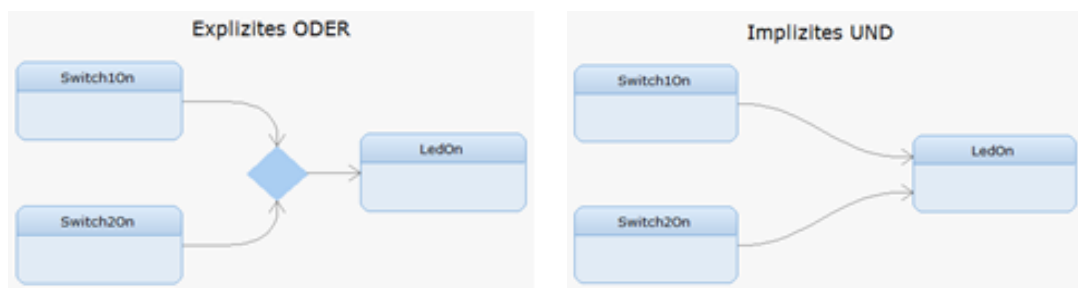 Explizites ODER
Switch1On
LedOn
Switch2On
Implizites UND
Switch1On
LedOn
Switch2On